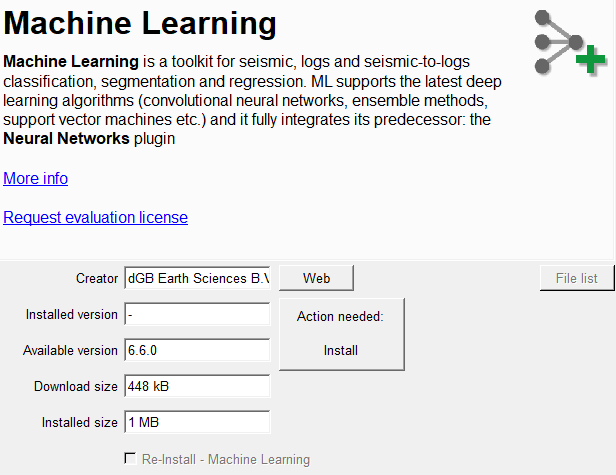 Machine Learning
Machine Learning is a toolkit for seismic, logs and seismic-to-logs
classification, segmentation and regression. ML supports the latest deep
learning algorithms (convolutional neural networks, ensemble methods,
support vector machines etc.) and it fully integrates its predecessor: the
Neural Networks plugin
More info
Request evaluation license
Creator dGB Earth Sciences B.V Web File list
Installed version - Action needed:
Available version 6.6.0 Install
Download size 448 kB
Installed size 1 MB
Re-Install - Machine Learning